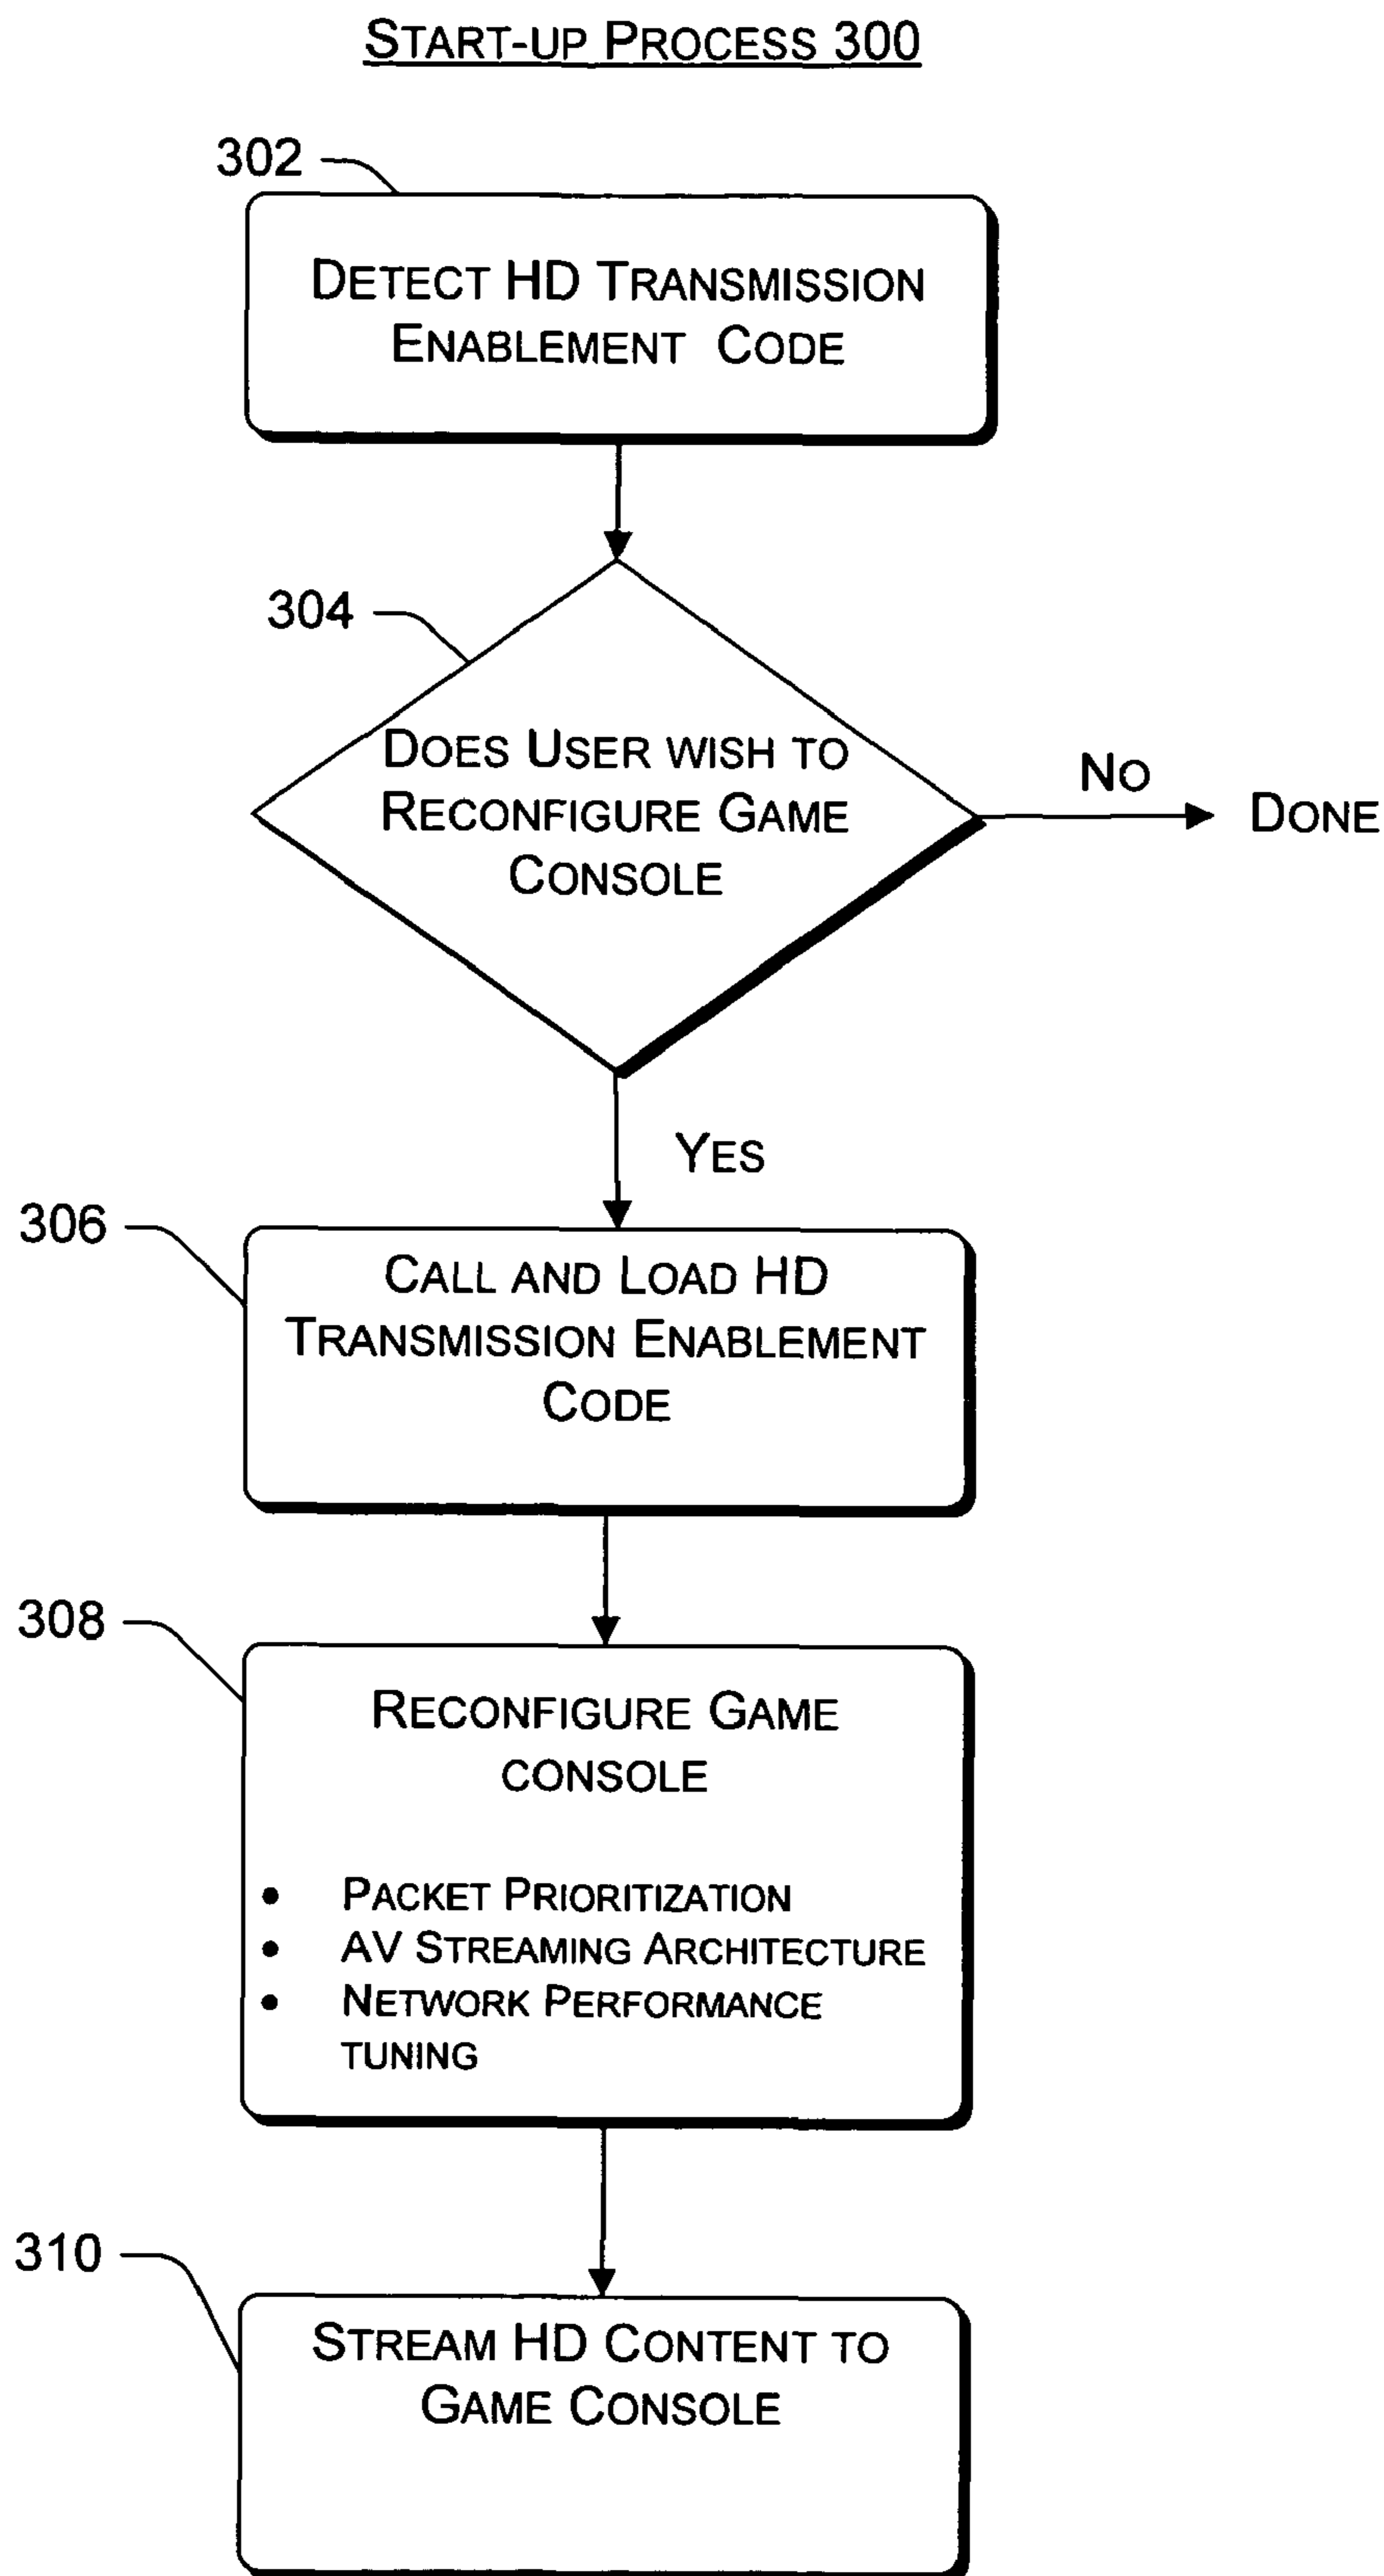 START-UP PROCESS 300
302
DETECT HD TRANSMISSION
ENABLEMENT CODE
304
DOES USER WISH TO
RECONFIGURE GAME
CONSOLE
NO
DONE
YES
306
CALL AND LOAD HD
TRANSMISSION ENABLEMENT
CODE
308
RECONFIGURE GAME
CONSOLE
• PACKET PRIORITIZATION
• AV STREAMING ARCHITECTURE
• NETWORK PERFORMANCE
TUNING
310
STREAM HD CONTENT TO
GAME CONSOLE